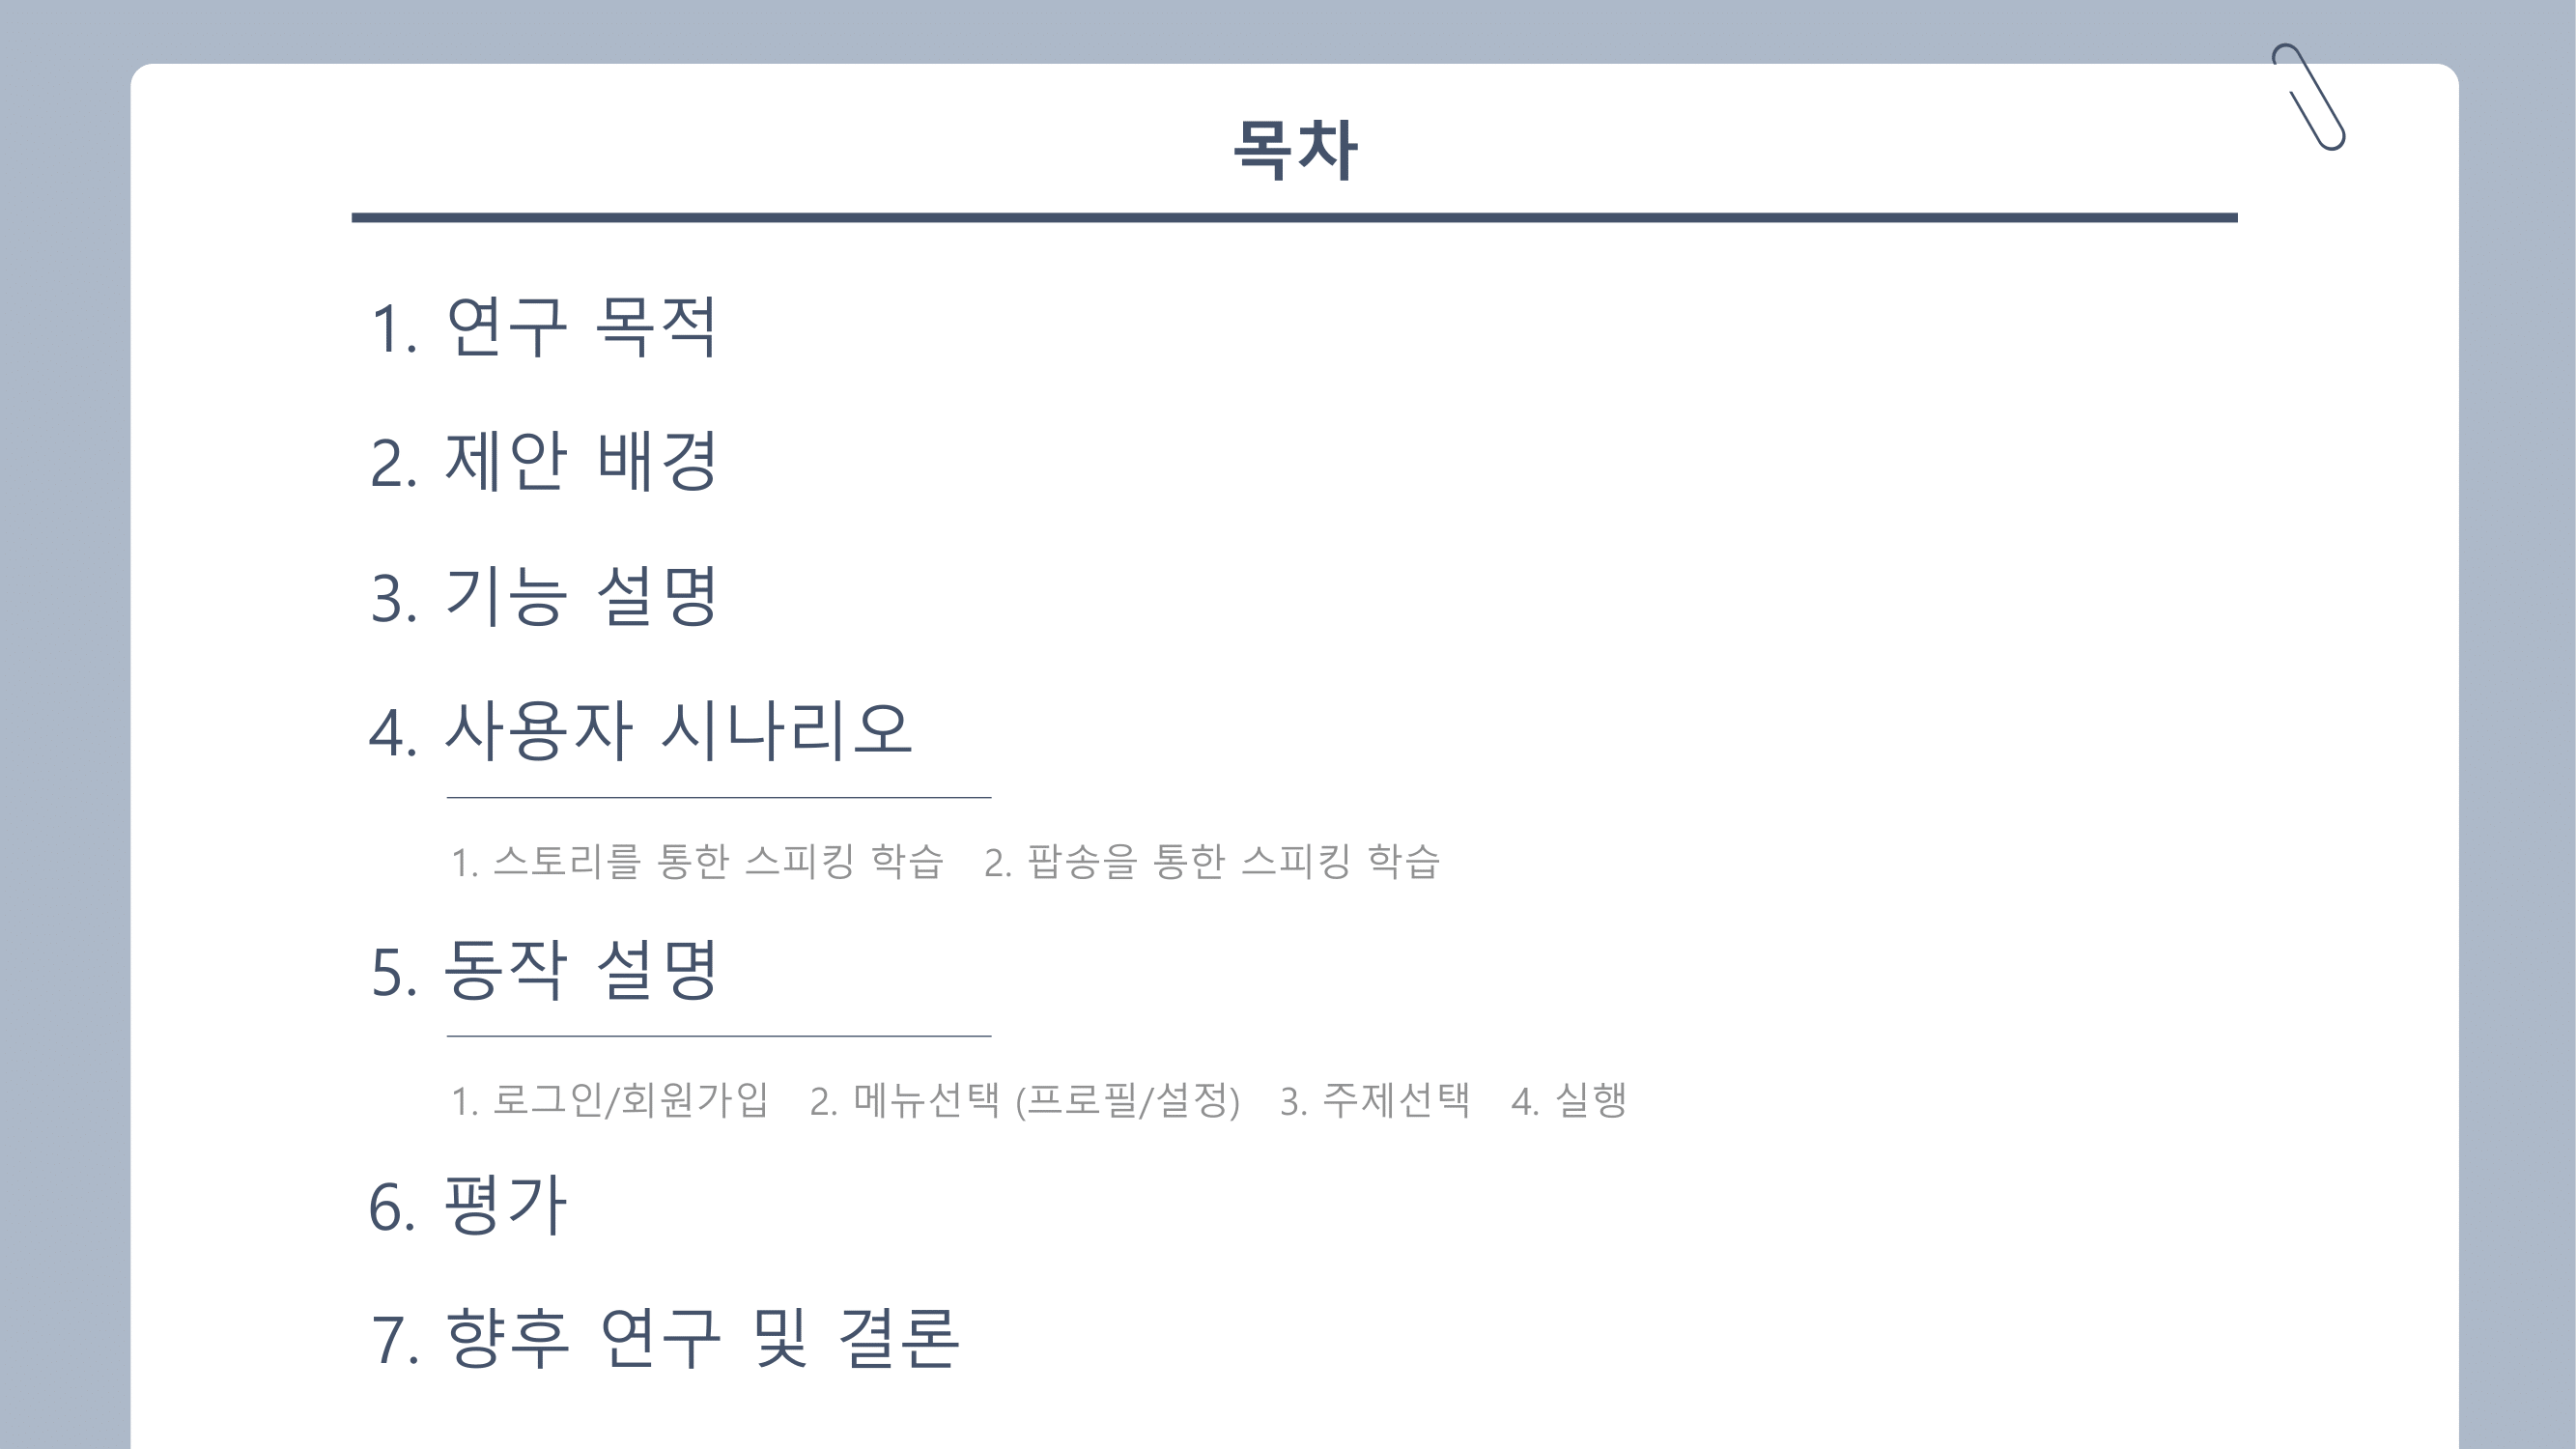 목차
1. 연구 목적
2. 제안 배경
3. 기능 설명
4. 사용자 시나리오
1. 스토리를 통한 스피킹 학습 2. 팝송을 통한 스피킹 학습
5. 동작 설명
1. 로그인/회원가입 2. 메뉴선택 (프로필/설정) 3. 주제선택 4. 실행
6. 평가
7. 향후 연구 및 결론